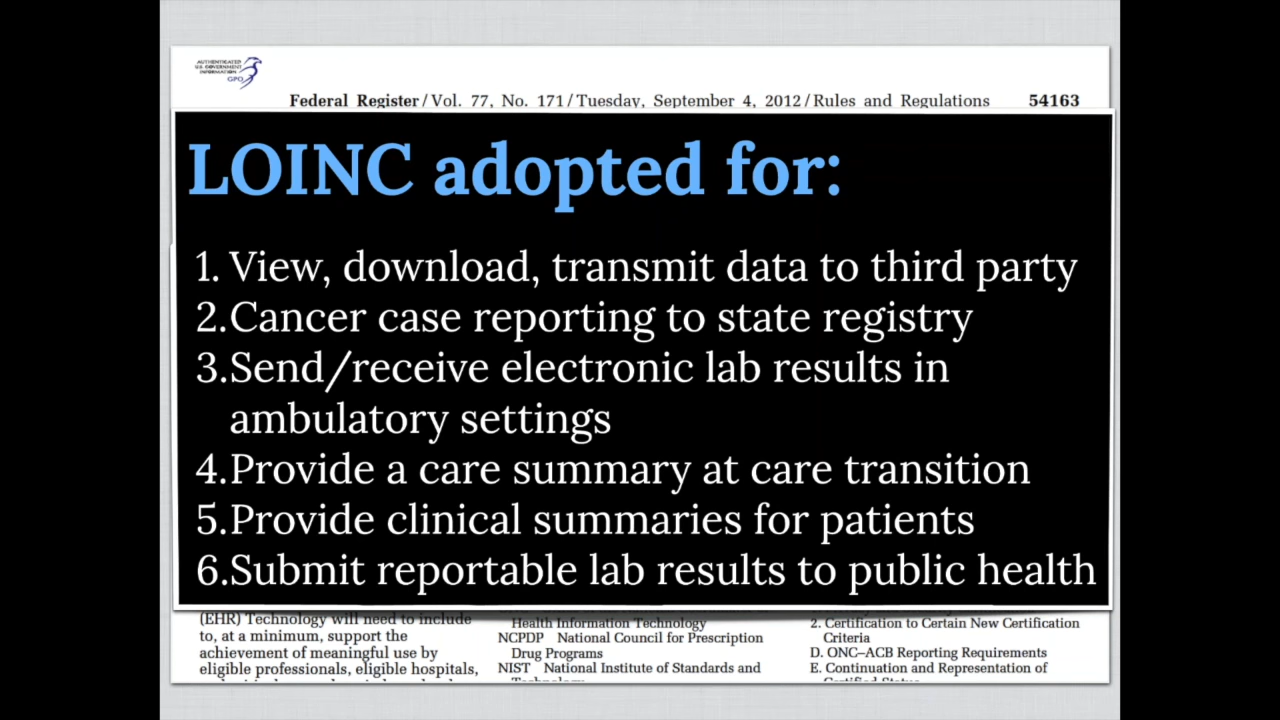 AUTHENTICATED
U.S. GOVERNMENT
INFORMATION
GPO
Federal Register / Vol. 77, No. 171 / Tuesday, September 4, 2012 / Rules and Regulations 54163
LOINC adopted for:
1. View, download, transmit data to third party
2. Cancer case reporting to state registry
3. Send/receive electronic lab results in
ambulatory settings
4. Provide a care summary at care transition
5. Provide clinical summaries for patients
6. Submit reportable lab results to public health
(EHR) Technology will need to include
to, at a minimum, support the
achievement of meaningful use by
eligible professionals, eligible hospitals,
Health Information Technology
NCPDP National Council for Prescription
Drug Programs
NIST National Institute of Standards and
2. Certification to Certain New Certification
Criteria
D. ONC–ACB Reporting Requirements
E. Continuation and Representation of